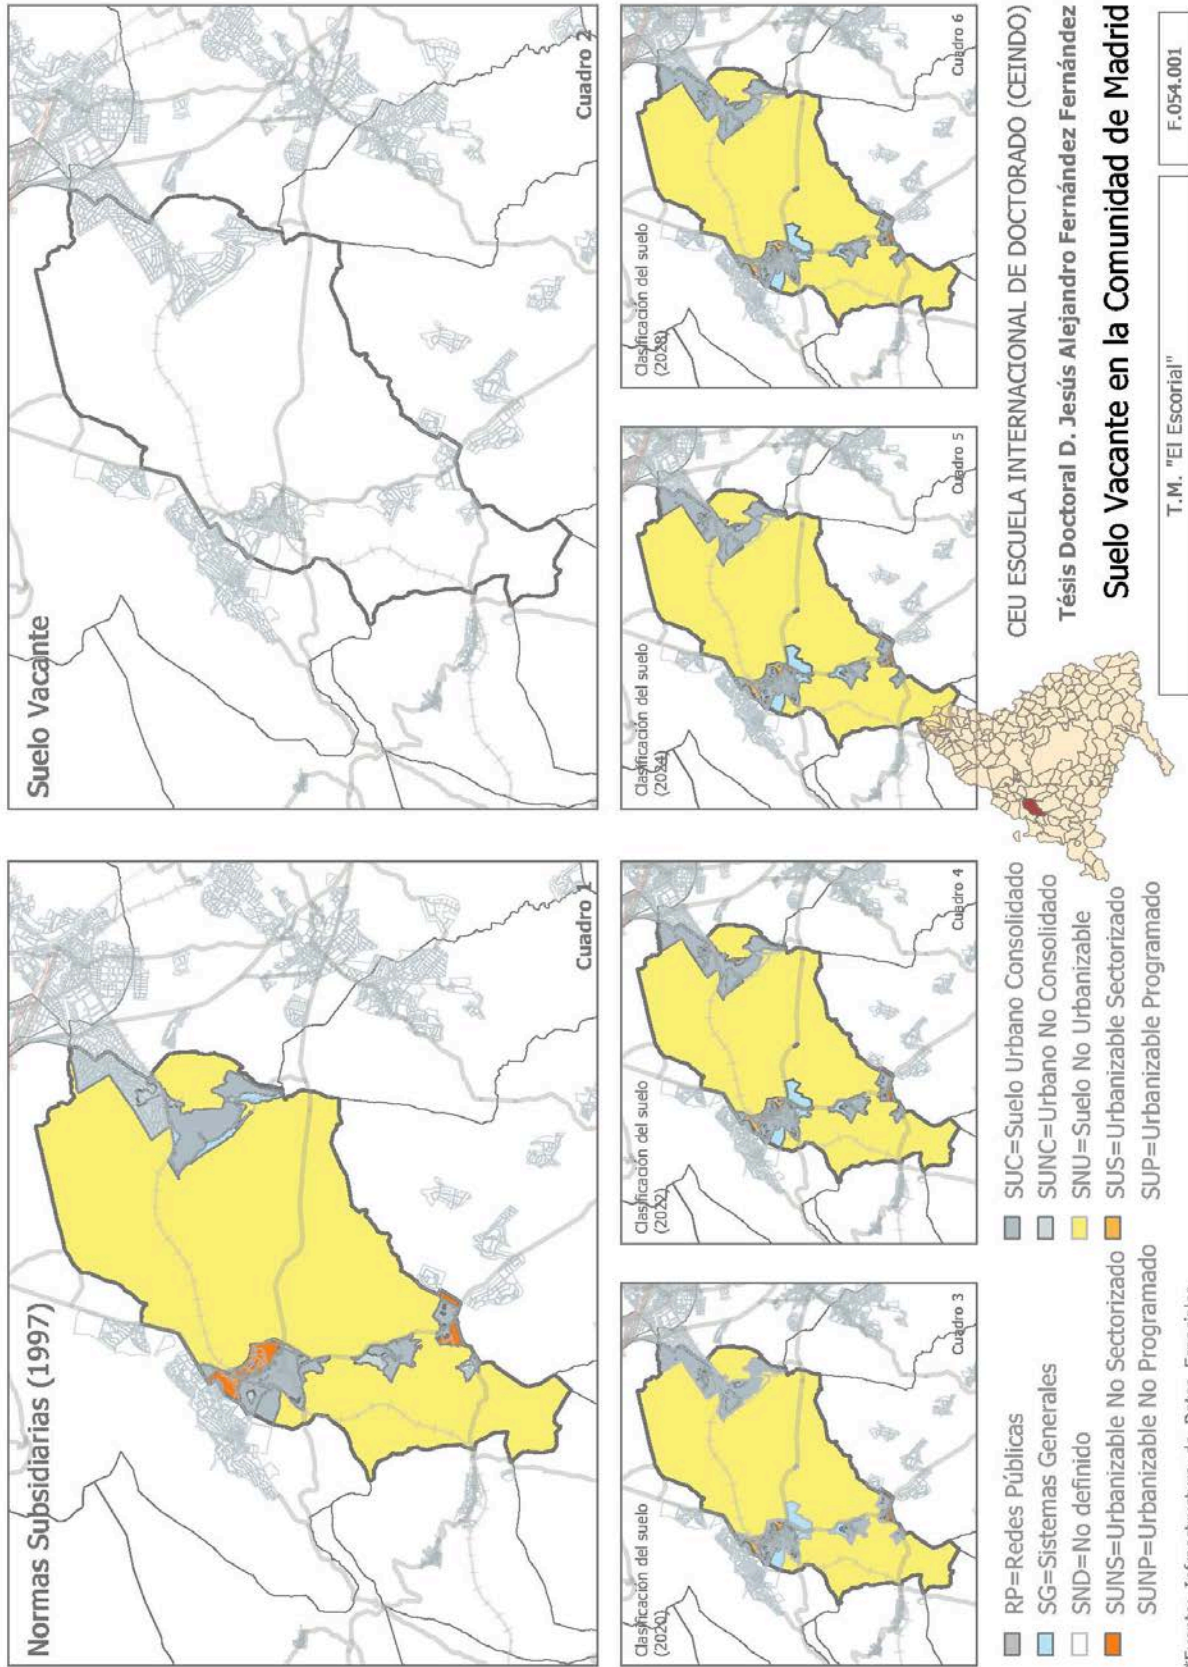 Normas Subsidiarias (1997)
Cuadro 1
Suelo Vacante
Cuadro 2
Clasificación del suelo
(2020)
Cuadro 3
Clasificación del suelo
(2022)
Cuadro 4
Clasificación del suelo
(2024)
Cuadro 5
Clasificación del suelo
(2028)
Cuadro 6
RP=Redes Públicas
SG=Sistemas Generales
SND=No definido
SUNS=Urbanizable No Sectorizado
SUNP=Urbanizable No Programado
SUC=Suelo Urbano Consolidado
SUNC=Urbano No Consolidado
SNU=Suelo No Urbanizable
SUS=Urbanizable Sectorizado
SUP=Urbanizable Programado
CEU ESCUELA INTERNACIONAL DE DOCTORADO (CEINDO)
Tésis Doctoral D. Jesús Alejandro Fernández Fernández
Suelo Vacante en la Comunidad de Madrid
T.M. "El Escorial"
F.054.001